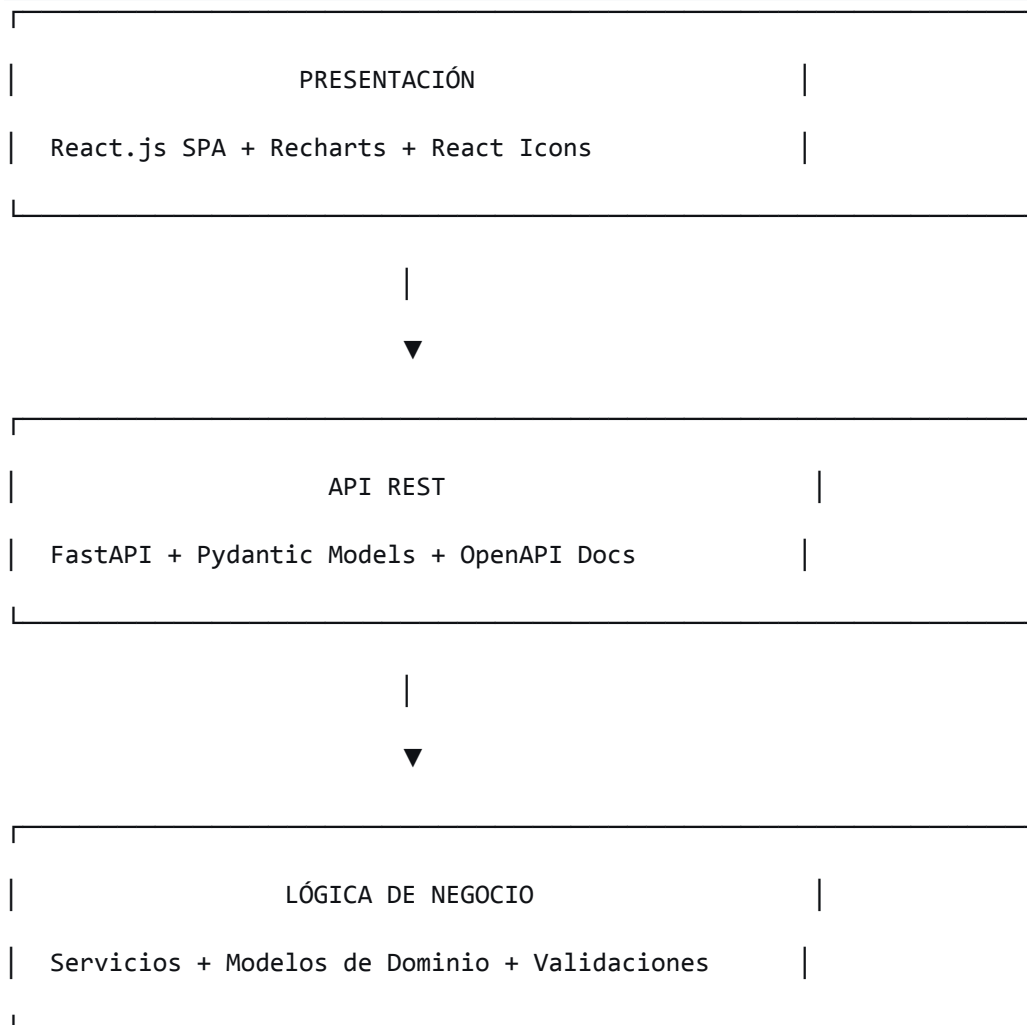 PRESENTACIÓN
React.js SPA + Recharts + React Icons
API REST
FastAPI + Pydantic Models + OpenAPI Docs
LÓGICA DE NEGOCIO
Servicios + Modelos de Dominio + Validaciones